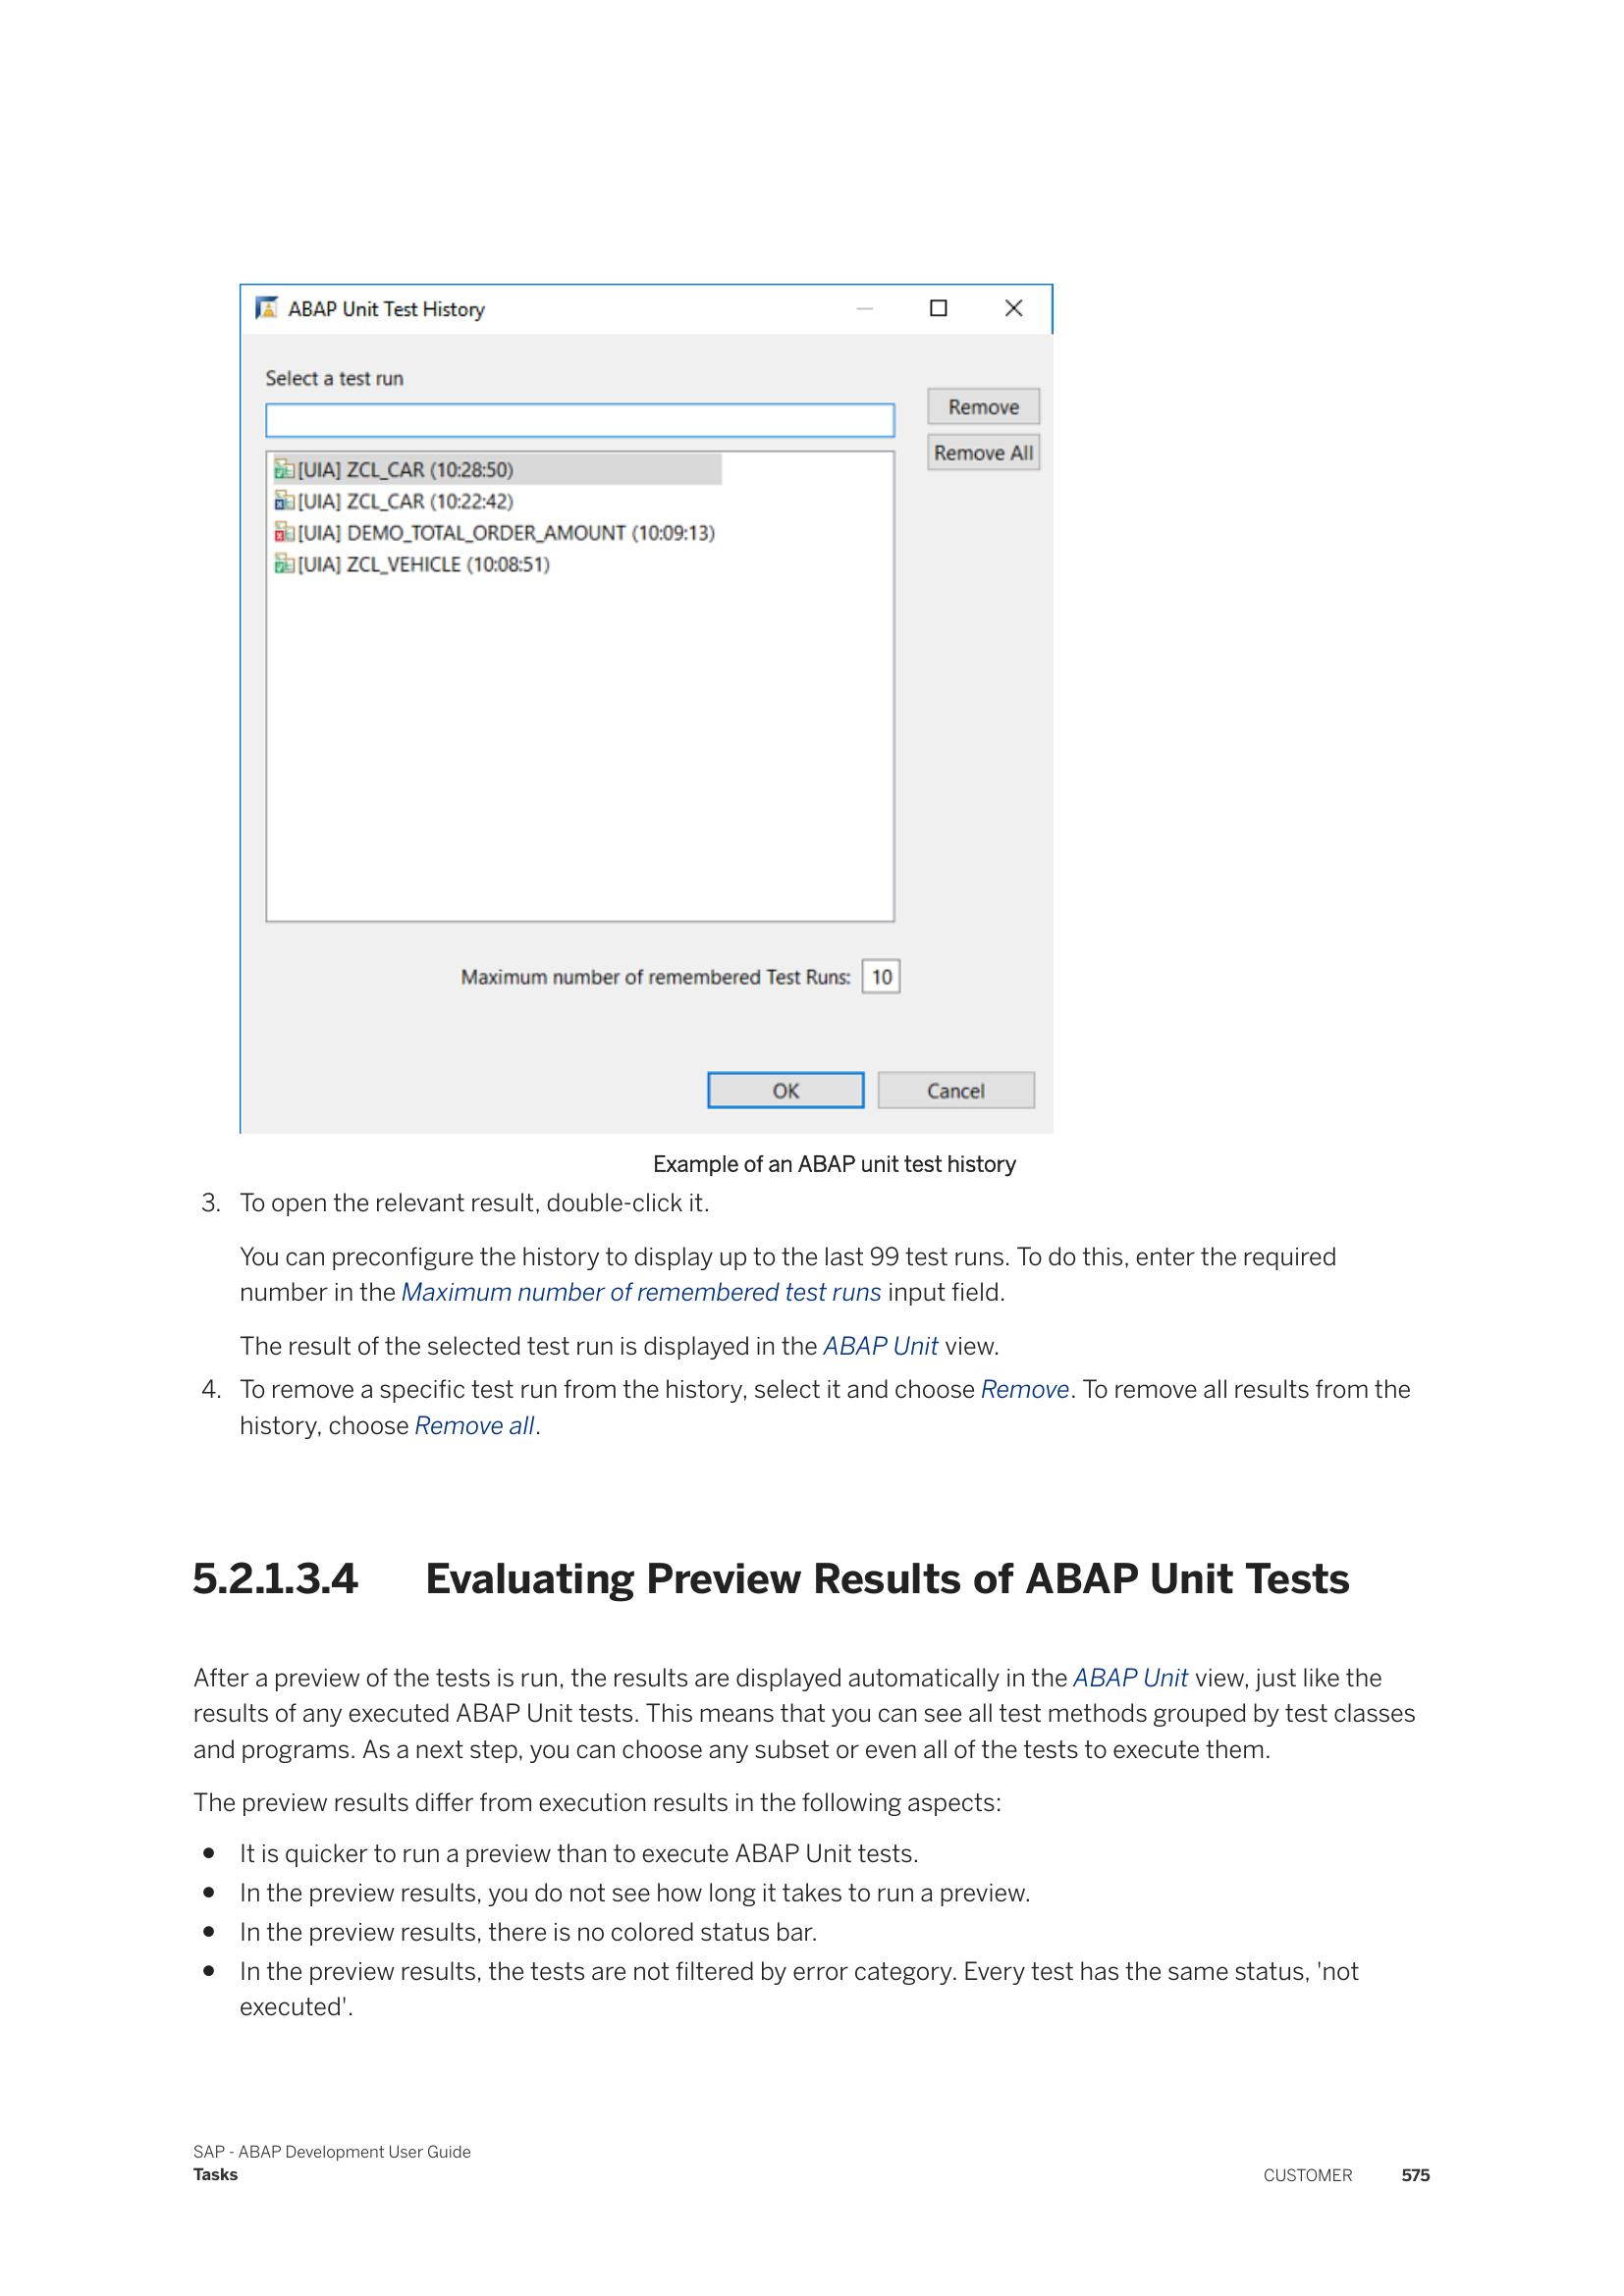 ABAP Unit Test History
Select a test run
Remove
Remove All
[UIA] ZCL_CAR (10:28:50)
[UIA] ZCL_CAR (10:22:42)
[UIA] DEMO_TOTAL_ORDER_AMOUNT (10:09:13)
[UIA] ZCL_VEHICLE (10:08:51)
Maximum number of remembered Test Runs: 10
OK Cancel
Example of an ABAP unit test history
3. To open the relevant result, double-click it.
You can preconfigure the history to display up to the last 99 test runs. To do this, enter the required
number in the Maximum number of remembered test runs input field.
The result of the selected test run is displayed in the ABAP Unit view.
4. To remove a specific test run from the history, select it and choose Remove. To remove all results from the
history, choose Remove all.
5.2.1.3.4 Evaluating Preview Results of ABAP Unit Tests
After a preview of the tests is run, the results are displayed automatically in the ABAP Unit view, just like the
results of any executed ABAP Unit tests. This means that you can see all test methods grouped by test classes
and programs. As a next step, you can choose any subset or even all of the tests to execute them.
The preview results differ from execution results in the following aspects:
• It is quicker to run a preview than to execute ABAP Unit tests.
• In the preview results, you do not see how long it takes to run a preview.
• In the preview results, there is no colored status bar.
• In the preview results, the tests are not filtered by error category. Every test has the same status, 'not
executed'.
SAP - ABAP Development User Guide
Tasks
CUSTOMER 575